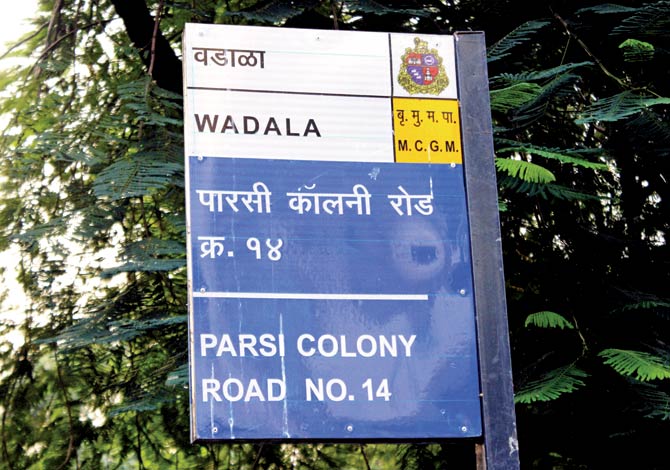 वडाळा
WADALA
बृ. मु. म. पा.
M. C. G. M.
पारसी कॉलनी रोड
क्र. १४
PARSI COLONY
ROAD NO. 14